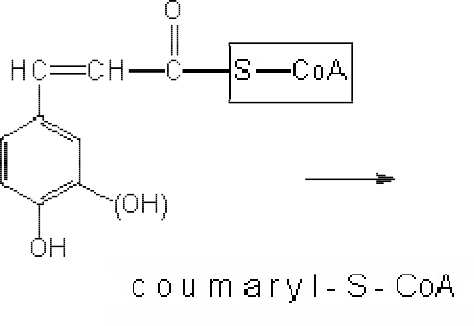 O
HC=CH-C-S-CoA
(OH)
OH
coumaryl-S-CoA